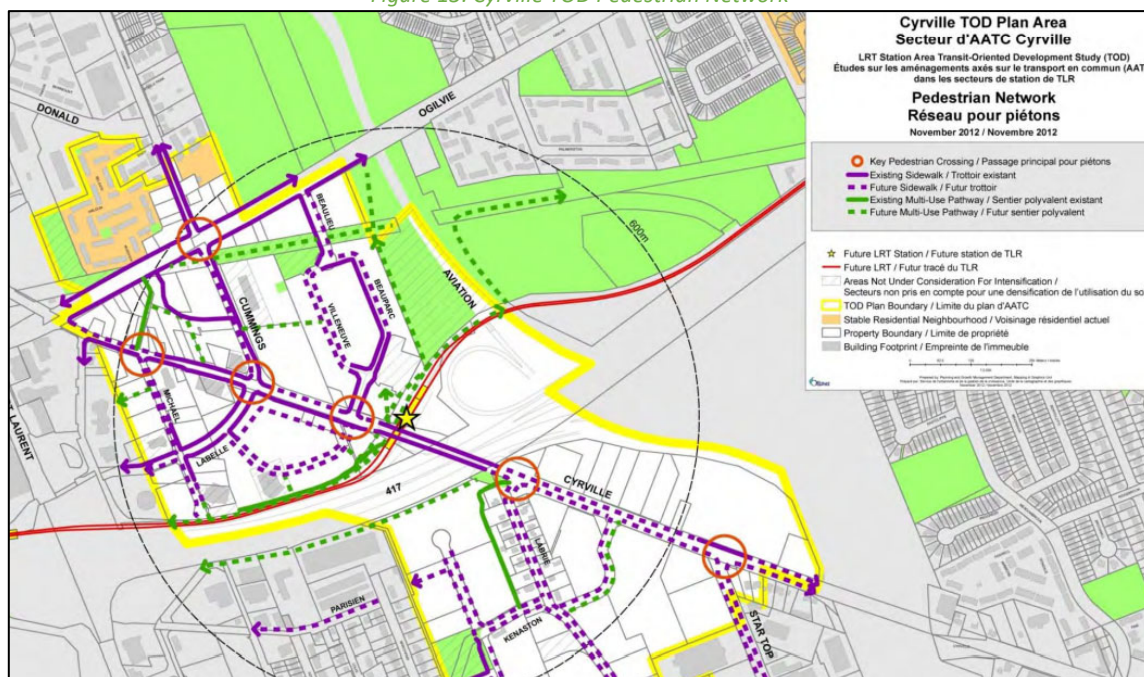 Figure 15. Cyrville TOD Pedestrian Network
Cyrville TOD Plan Area
Secteur d'AATC Cyrville
LRT Station Area Transit-Oriented Development Study (TOD)
Études sur les aménagements axés sur le transport en commun (AAT
dans les secteurs de station de TLR
Pedestrian Network
Réseau pour piétons
November 2012 / Novembre 2012
Key Pedestrian Crossing / Passage principal pour piétons
Existing Sidewalk / Trottoir existant
Future Sidewalk / Futur trottoir
Existing Multi-Use Pathway / Sentier polyvalent existant
Future Multi-Use Pathway / Futur sentier polyvalent
Future LRT Station / Future station de TLR
Future LRT / Futur tracé du TLR
Areas Not Under Consideration For Intensification /
Secteurs non pris en compte pour une densification de l'utilisation du so
TOD Plan Boundary / Limite du plan d'AATC
Stable Residential Neighbourhood / Voisinage résidentiel actuel
Property Boundary / Limite de propriété
Building Footprint / Empreinte de l'immeuble
DONALD
OGILVIE
BEAULIEU
600m
AVIATION
CUMMINGS
BEAUPARC
VILLENEUVE
MICHAEL
T LAURENT
LABELLE
417
CYRVILLE
LABRIE
PARISIEN
KENASTON
STAR TOP